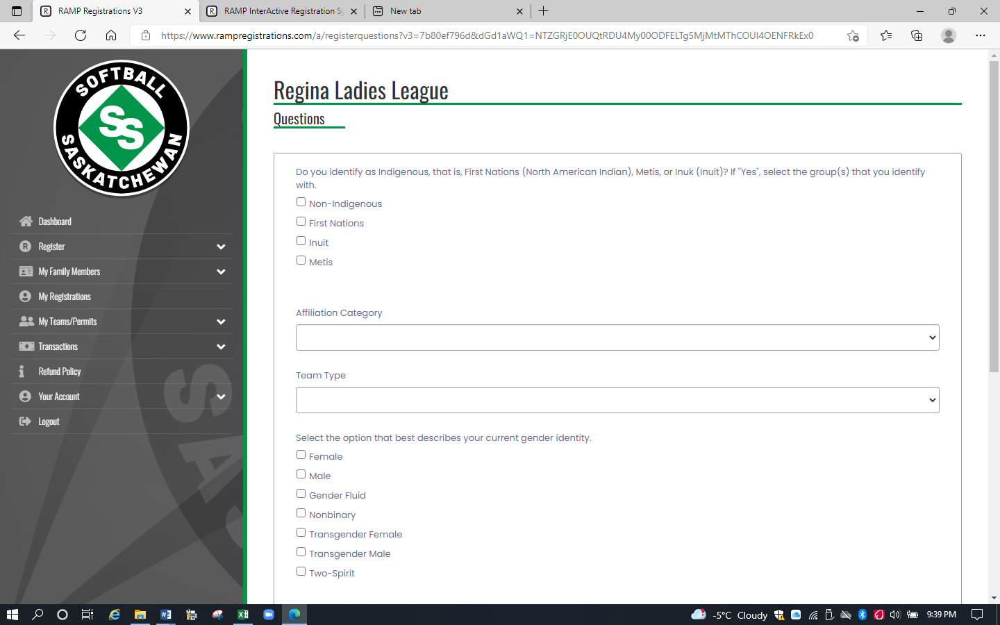 RAMP Registrations V3
RAMP InterActive Registration Sy
New tab
https://www.rampregistrations.com/a/registerquestions?v3=7b80ef796d&dGd1aWQ1=NTZGRjE0OUQtRDU4My00ODFELTg5MjMtMThCOUI4OENFRkEx0
SOFTBALL
SS
SASKATCHEWAN
Dashboard
Register
My Family Members
My Registrations
My Teams/Permits
Transactions
Refund Policy
Your Account
Logout
Regina Ladies League
Questions
Do you identify as Indigenous, that is, First Nations (North American Indian), Metis, or Inuk (Inuit)? If "Yes", select the group(s) that you identify
with.
Non-Indigenous
First Nations
Inuit
Metis
Affiliation Category
Team Type
Select the option that best describes your current gender identity.
Female
Male
Gender Fluid
Nonbinary
Transgender Female
Transgender Male
Two-Spirit
-5°C Cloudy
9:39 PM